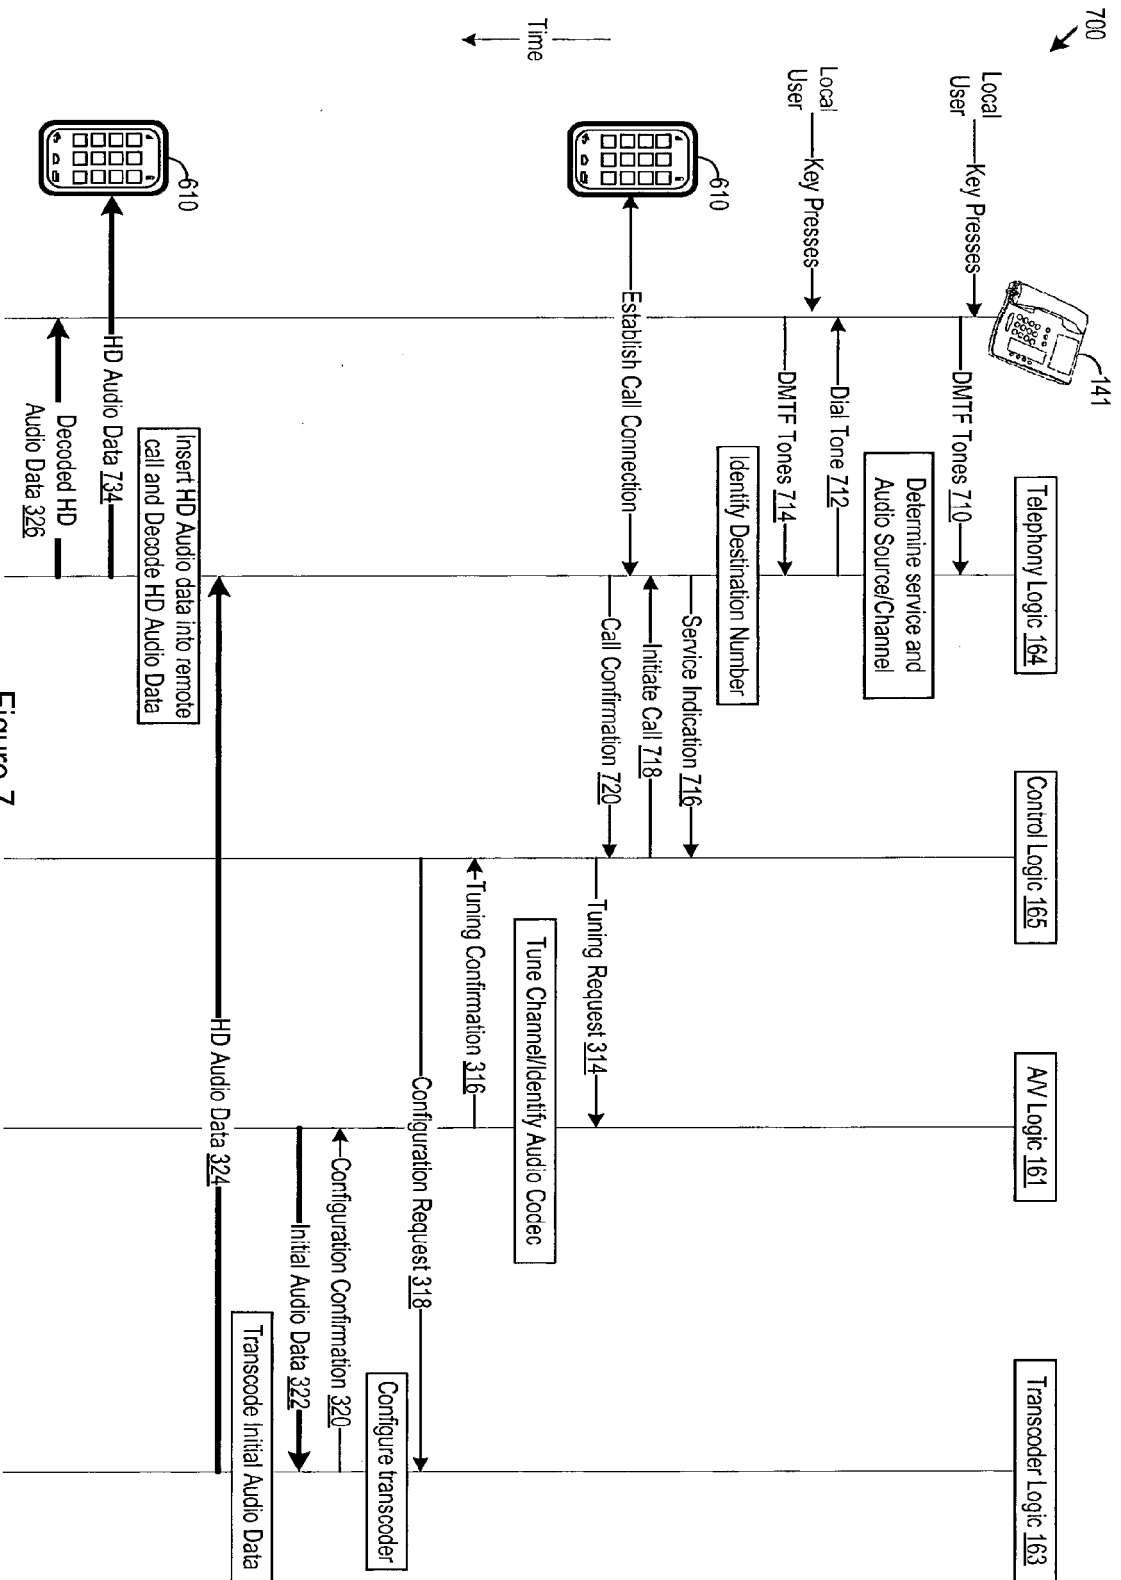 700
141
Telephony Logic 164
Control Logic 165
A/V Logic 161
Transcoder Logic 163
Local
User
Key Presses
DMTF Tones 710
Determine service and
Audio Source/Channel
Dial Tone 712
Local
User
Key Presses
DMTF Tones 714
Identify Destination Number
Service Indication 716
Initiate Call 718
610
Establish Call Connection
Call Confirmation 720
Tuning Request 314
Time
Tune Channel/Identify Audio Codec
Tuning Confirmation 316
Configuration Request 318
Configure transcoder
Configuration Confirmation 320
Initial Audio Data 322
Transcode Initial Audio Data
HD Audio Data 324
Insert HD Audio data into remote
call and Decode HD Audio Data
610
HD Audio Data 734
Decoded HD
Audio Data 326
Figure 7